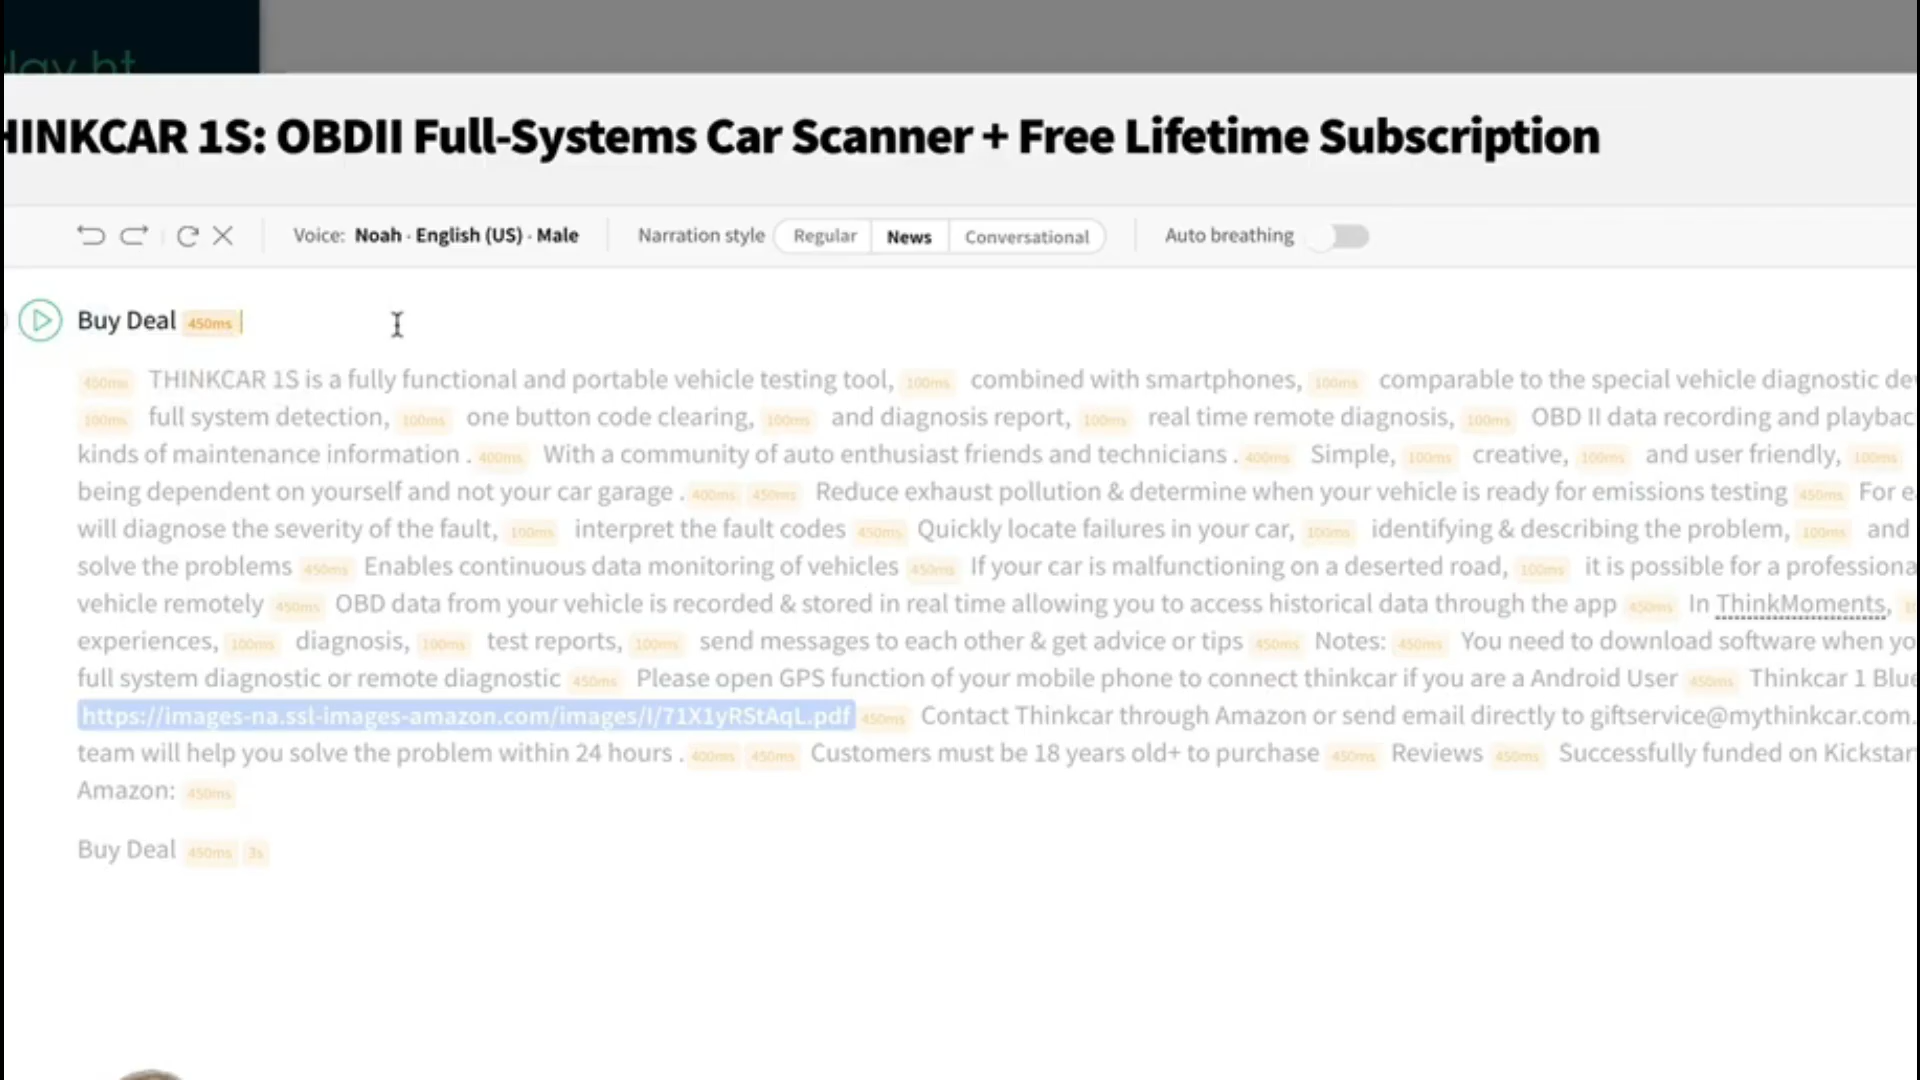 Play.ht
HINKCAR 1S: OBDII Full-Systems Car Scanner + Free Lifetime Subscription
Voice: Noah · English (US) · Male Narration style Regular News Conversational Auto breathing
Buy Deal 450ms
400ms THINKCAR 1S is a fully functional and portable vehicle testing tool, 100ms combined with smartphones, 100ms comparable to the special vehicle diagnostic de
100ms full system detection, 100ms one button code clearing, 100ms and diagnosis report, 100ms real time remote diagnosis, 100ms OBD II data recording and playbac
kinds of maintenance information . 400ms With a community of auto enthusiast friends and technicians . 400ms Simple, 100ms creative, 100ms and user friendly, 100ms
being dependent on yourself and not your car garage . 400ms 450ms Reduce exhaust pollution & determine when your vehicle is ready for emissions testing 450ms For e
will diagnose the severity of the fault, 100ms interpret the fault codes 450ms Quickly locate failures in your car, 100ms identifying & describing the problem, 100ms and
solve the problems 450ms Enables continuous data monitoring of vehicles 450ms If your car is malfunctioning on a deserted road, 100ms it is possible for a professiona
vehicle remotely 450ms OBD data from your vehicle is recorded & stored in real time allowing you to access historical data through the app 450ms In ThinkMoments,
experiences, 100ms diagnosis, 100ms test reports, 100ms send messages to each other & get advice or tips 450ms Notes: 450ms You need to download software when yo
full system diagnostic or remote diagnostic 450ms Please open GPS function of your mobile phone to connect thinkcar if you are a Android User 450ms Thinkcar 1 Blue
https://images-na.ssl-images-amazon.com/images/I/71X1yRStAqL.pdf 450ms Contact Thinkcar through Amazon or send email directly to giftservice@mythinkcar.com.
team will help you solve the problem within 24 hours . 400ms 450ms Customers must be 18 years old+ to purchase 450ms Reviews 450ms Successfully funded on Kickstar
Amazon: 450ms
Buy Deal 450ms 3s